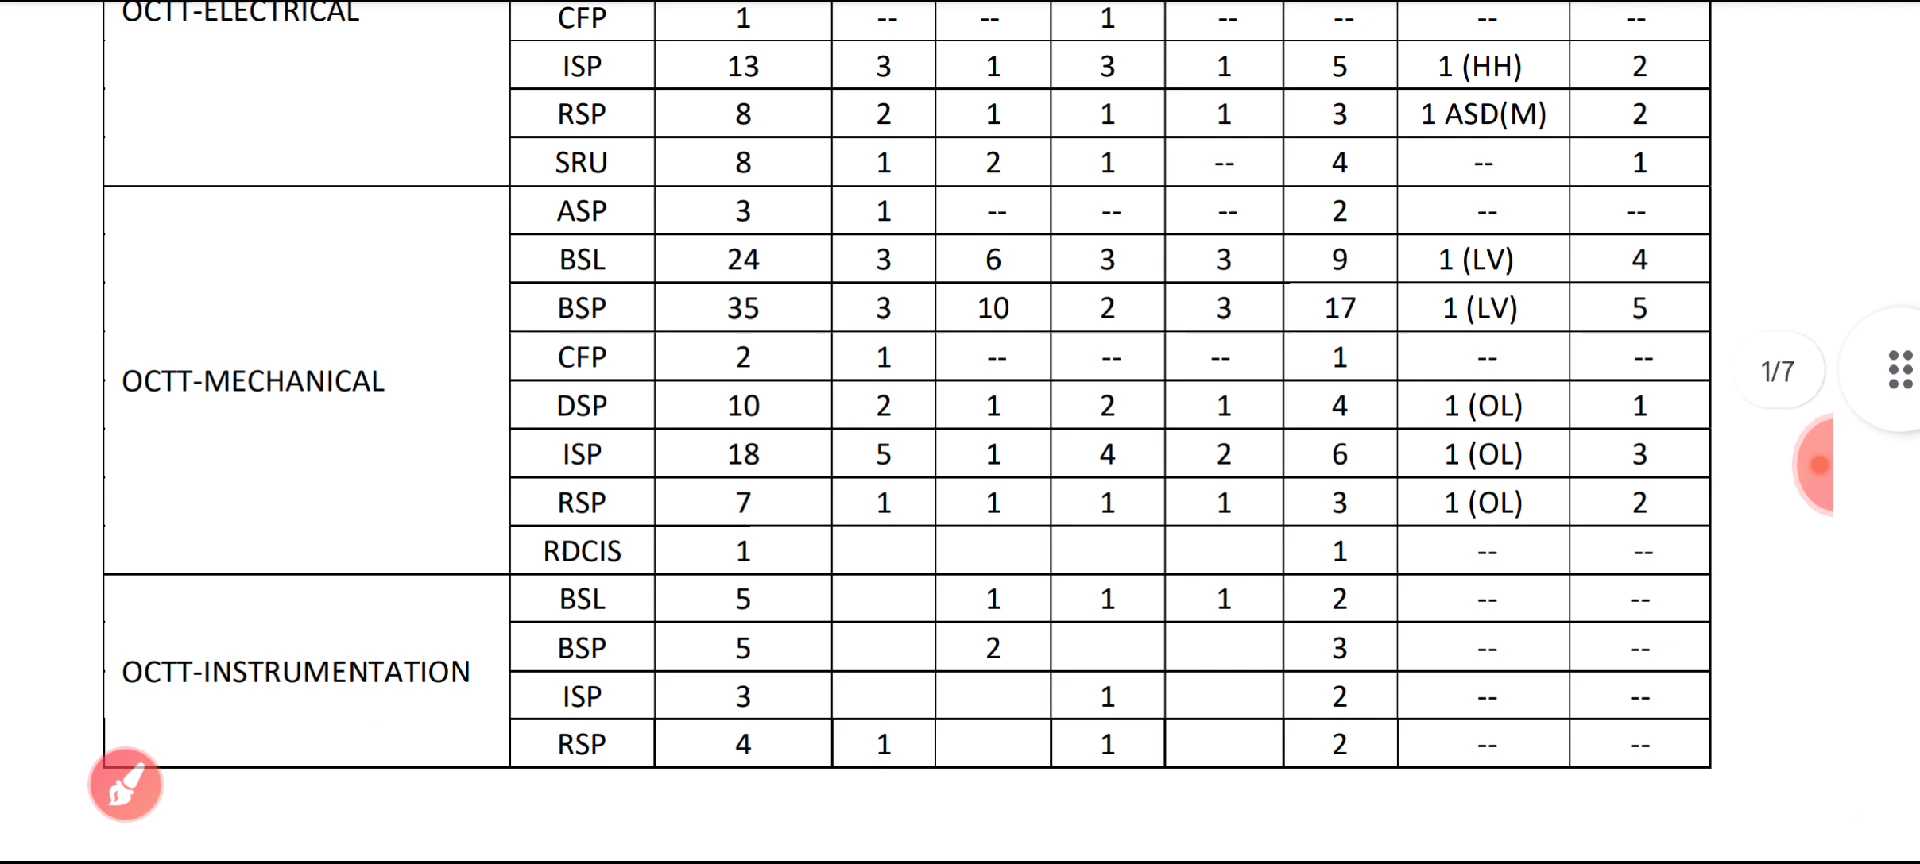 OCTT-ELECTRICAL
CFP 1 -- -- 1 -- -- -- --
ISP 13 3 1 3 1 5 1 (HH) 2
RSP 8 2 1 1 1 3 1 ASD(M) 2
SRU 8 1 2 1 -- 4 -- 1
OCTT-MECHANICAL
ASP 3 1 -- -- -- 2 -- --
BSL 24 3 6 3 3 9 1 (LV) 4
BSP 35 3 10 2 3 17 1 (LV) 5
CFP 2 1 -- -- -- 1 -- --
DSP 10 2 1 2 1 4 1 (OL) 1
ISP 18 5 1 4 2 6 1 (OL) 3
RSP 7 1 1 1 1 3 1 (OL) 2
RDCIS 1 1 -- --
OCTT-INSTRUMENTATION
BSL 5 1 1 1 2 -- --
BSP 5 2 3 -- --
ISP 3 1 2 -- --
RSP 4 1 1 2 -- --
1/7